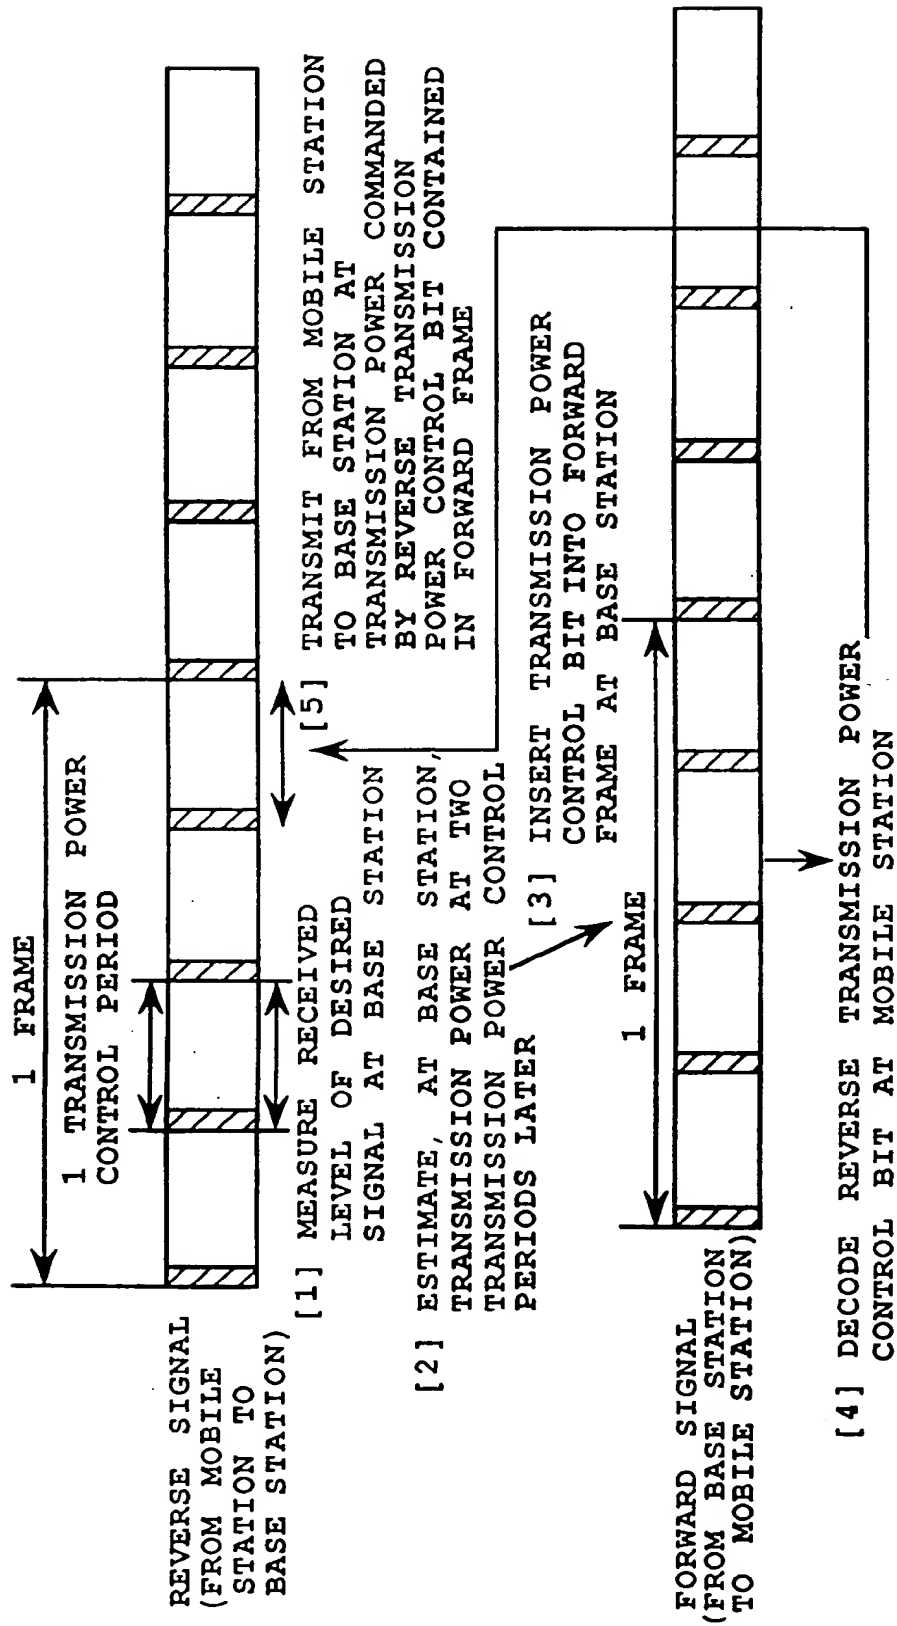 1 FRAME
1 TRANSMISSION POWER
CONTROL PERIOD
REVERSE SIGNAL
(FROM MOBILE
STATION TO
BASE STATION)
[1] MEASURE RECEIVED
LEVEL OF DESIRED
SIGNAL AT BASE STATION
[5] TRANSMIT FROM MOBILE STATION
TO BASE STATION AT
TRANSMISSION POWER COMMANDED
BY REVERSE TRANSMISSION
POWER CONTROL BIT CONTAINED
IN FORWARD FRAME
[2] ESTIMATE, AT BASE STATION,
TRANSMISSION POWER AT TWO
TRANSMISSION POWER CONTROL
PERIODS LATER
[3] INSERT TRANSMISSION POWER
CONTROL BIT INTO FORWARD
FRAME AT BASE STATION
1 FRAME
FORWARD SIGNAL
(FROM BASE STATION
TO MOBILE STATION)
[4] DECODE REVERSE TRANSMISSION POWER
CONTROL BIT AT MOBILE STATION